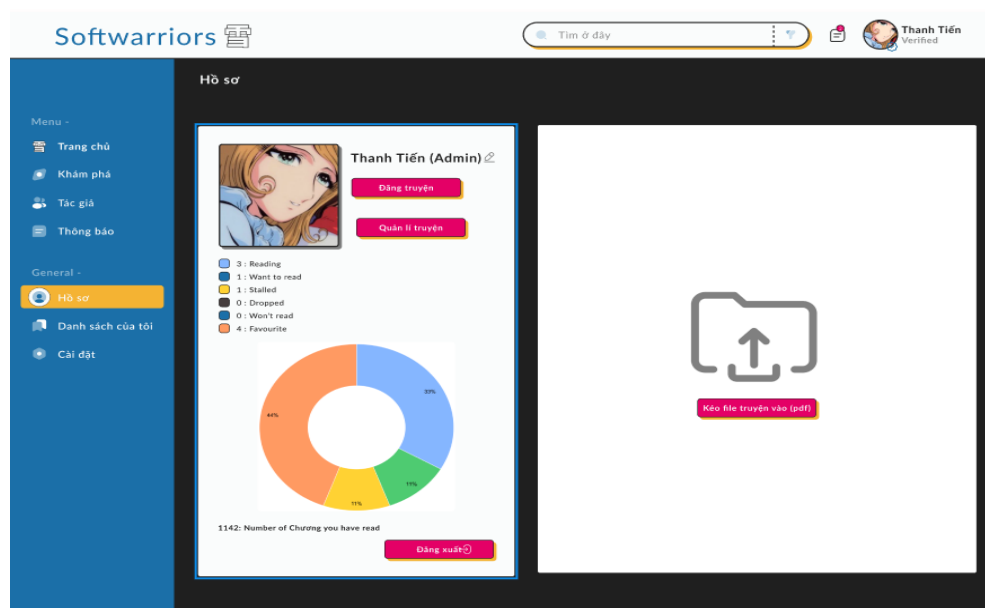 Softwarriors
Tìm ở đây
Thanh Tiến
Verified
Hồ sơ
Menu -
Trang chủ
Khám phá
Tác giả
Thông báo
General -
Hồ sơ
Danh sách của tôi
Cài đặt
Thanh Tiến (Admin)
Đăng truyện
Quản lí truyện
3 : Reading
1 : Want to read
1 : Stalled
0 : Dropped
0 : Won't read
4 : Favourite
33%
44%
11%
11%
1142: Number of Chương you have read
Đăng xuất
Kéo file truyện vào (pdf)